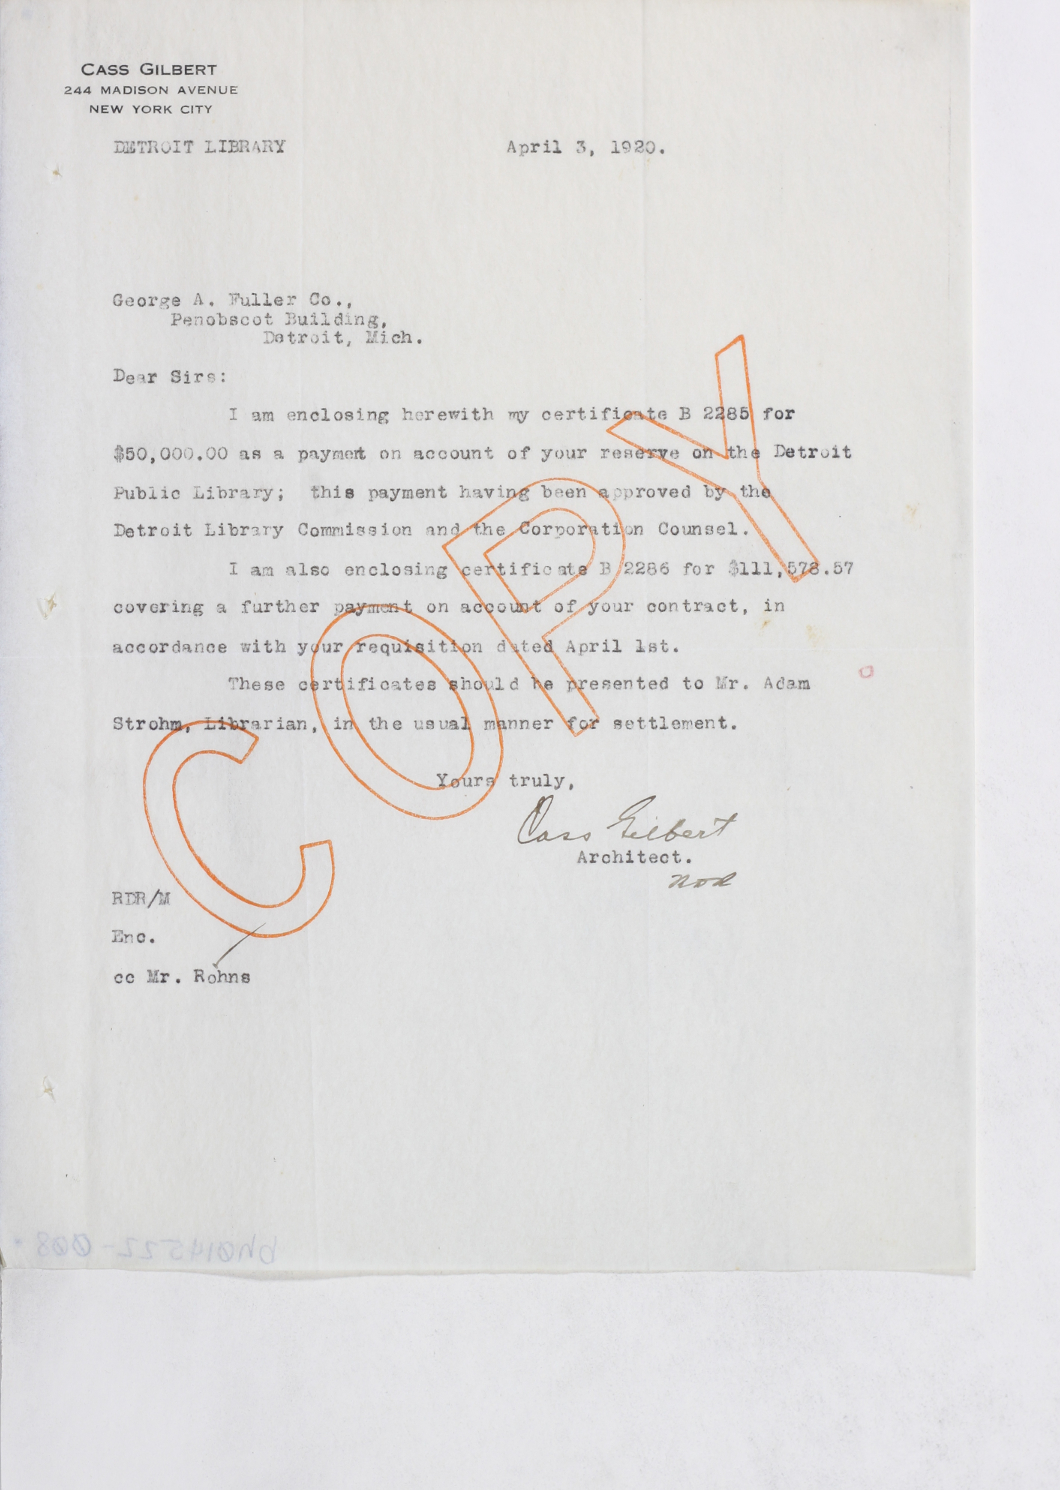 CASS GILBERT
244 MADISON AVENUE
NEW YORK CITY
DETROIT LIBRARY April 3, 1920.
George A. Fuller Co.,
Penobscot Building,
Detroit, Mich.
Dear Sirs:
I am enclosing herewith my certificate B 2285 for
$50,000.00 as a payment on account of your reserve on the Detroit
Public Library; this payment having been approved by the
Detroit Library Commission and the Corporation Counsel.
I am also enclosing certificate B 2286 for $111,578.57
covering a further payment on account of your contract, in
accordance with your requisition dated April 1st.
These certificates should be presented to Mr. Adam
Strohm, Librarian, in the usual manner for settlement.
Yours truly,
Cass Gilbert
Architect.
RDR/M
Enc.
cc Mr. Rohns
COPY
bh014522-008